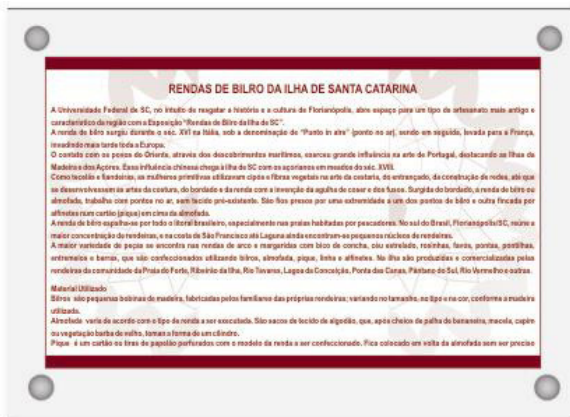 RENDAS DE BILRO DA ILHA DE SANTA CATARINA
A Universidade Federal de SC, no intuito de resgatar a história e a cultura de Florianópolis, abre espaço para um tipo de artesanato mais antigo e
característico da região com a Exposição "Rendas de Bilro da Ilha de SC".
A renda de bilro surgiu durante o séc. XVI na Itália, sob a denominação de "Punto in aire" (ponto no ar), sendo em seguida, levada para a França,
invadindo mais tarde toda a Europa.
O contato com os povos do Oriente, através dos descobrimentos marítimos, exerceu grande influência na arte de Portugal, destacando as Ilhas da
Madeira e dos Açores. Essa influência chinesa chega à ilha de SC com os açorianos em meados do séc. XVIII.
Como tecelãs e fiandeiras, as mulheres primitivas utilizavam cipós e fibras vegetais na arte da costura, do entrançado, da construção de redes, até que
se desenvolvessem as artes da costura, do bordado e da renda com a invenção da agulha de coser e dos fusos. Surgida do bordado, a renda de bilro ou
almofada, trabalha com pontos no ar, sem tecido pré-existente. São fios presos por uma extremidade a um dos pontos de bilro e outra fincada por
alfinetes num cartão (pique) em cima da almofada.
A renda de bilro espalha-se por todo o litoral brasileiro, especialmente nas praias habitadas por pescadores. No sul do Brasil, Florianópolis/SC, reúne a
maior concentração de rendeiras, e na costa de São Francisco até Laguna ainda encontram-se pequenos núcleos de rendeiras.
A maior variedade de peças se encontra nas rendas de arco e margaridas com bico de concha, céu estrelado, rosinhas, favos, pontas, pontilhas,
entremeios e barras, que são confeccionados utilizando bilros, almofada, pique, linha e alfinetes. Na ilha são produzidas e comercializadas pelas
rendeiras da comunidade da Praia do Forte, Ribeirão da Ilha, Rio Tavares, Lagoa da Conceição, Ponta das Canas, Pântano do Sul, Rio Vermelho e outras.
Material Utilizado
Bilros são pequenas bobinas de madeira, fabricadas pelos familiares das próprias rendeiras; variando no tamanho, no tipo e na cor, conforme a madeira
utilizada.
Almofada varia de acordo com o tipo de renda a ser executada. São sacos de tecido de algodão, que, após cheios de palha de bananeira, macela, capim
ou vegetação barba de velho, tomam a forma de um cilindro.
Pique é um cartão ou tiras de papelão perfurados com o modelo da renda a ser confeccionado. Fica colocado em volta da almofada sem ser preciso